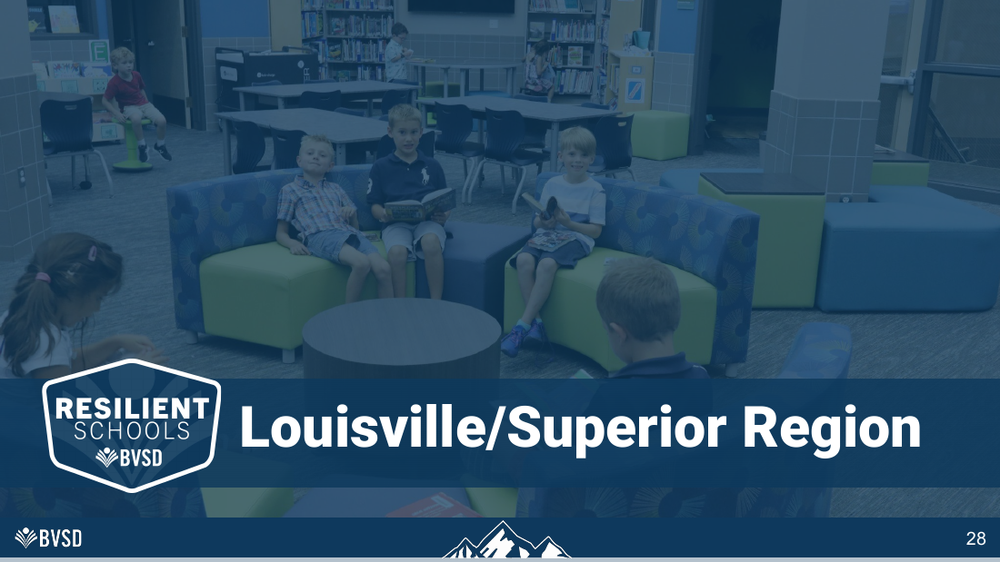 E
RESILIENT
SCHOOLS
BVSD
Louisville/Superior Region
BVSD
28